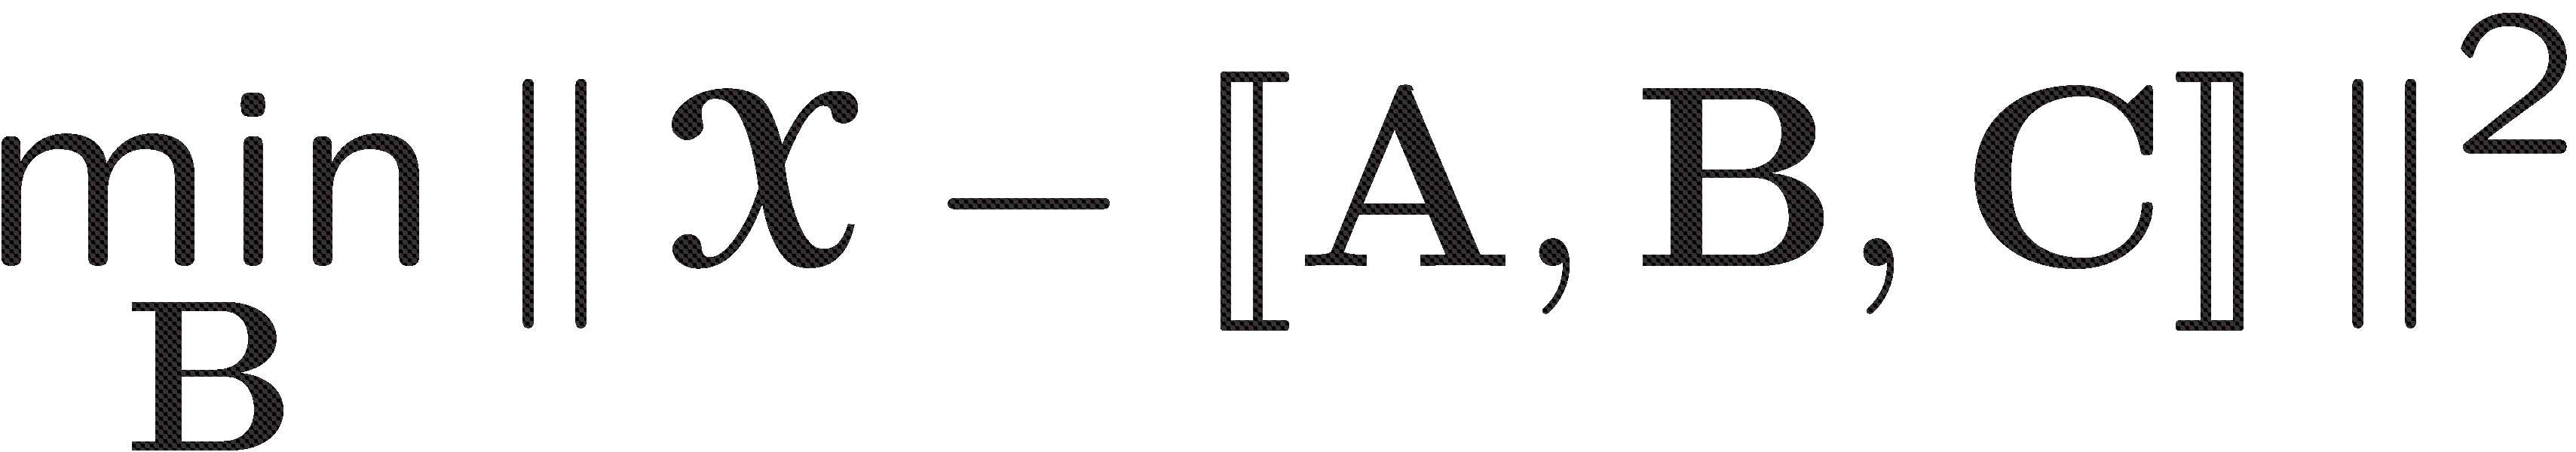 min ‖ 𝒳 − ⟦A, B, C⟧ ‖²
B